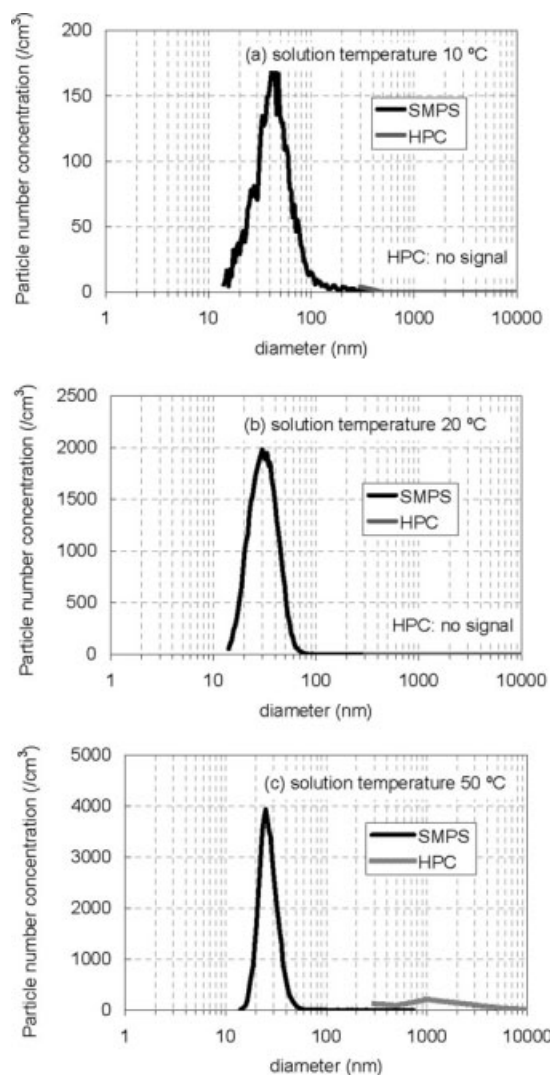 (a) solution temperature 10 ºC
Particle number concentration (/cm³)
200
150
100
50
0
SMPS
HPC
HPC: no signal
1 10 100 1000 10000
diameter (nm)
(b) solution temperature 20 ºC
Particle number concentration (/cm³)
2500
2000
1500
1000
500
0
SMPS
HPC
HPC: no signal
1 10 100 1000 10000
diameter (nm)
(c) solution temperature 50 ºC
Particle number concentration (/cm³)
5000
4000
3000
2000
1000
0
SMPS
HPC
1 10 100 1000 10000
diameter (nm)